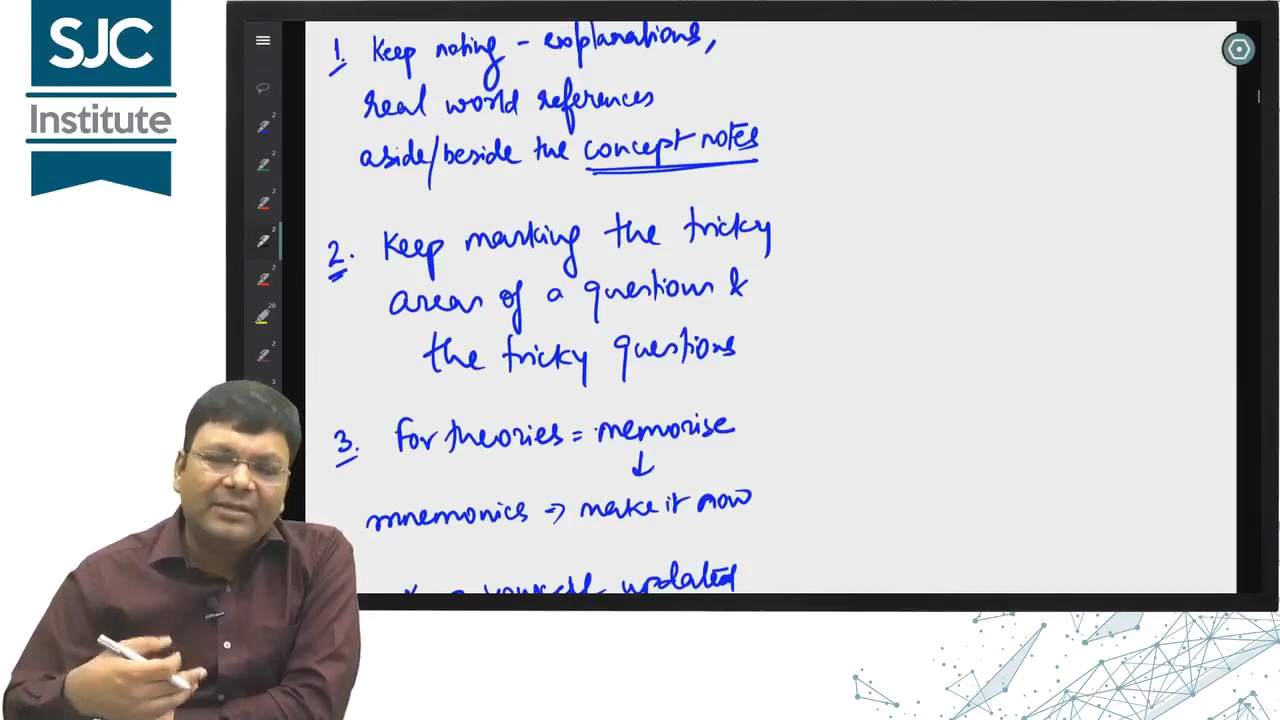 SJC
Institute
1. Keep noting - explanations,
real world references
aside/beside the concept notes
2. Keep marking the tricky
areas of a questions &
the tricky questions
3. For theories = memorise
↓
mnemonics → make it now
yourself updated